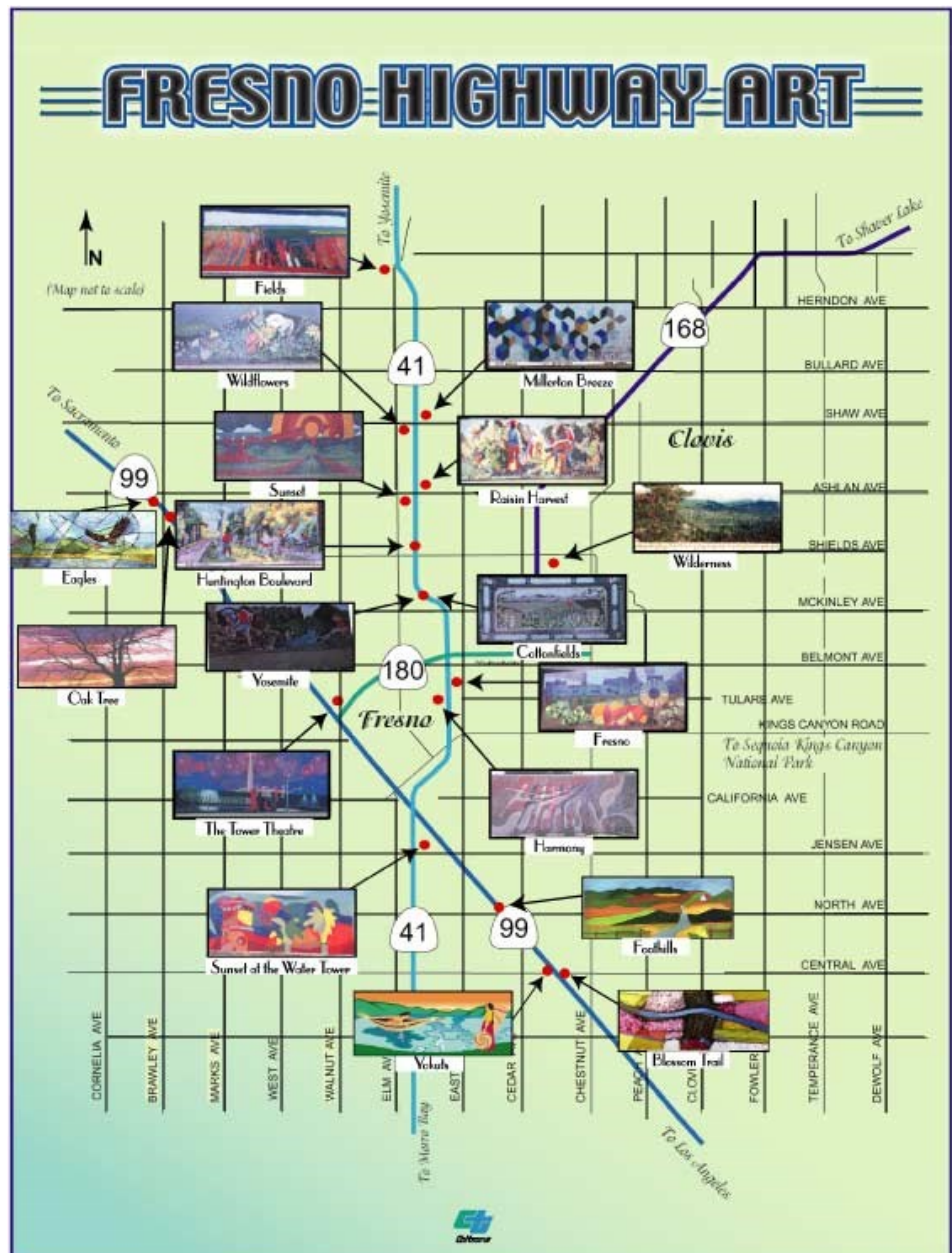 FRESNO HIGHWAY ART
To Yosemite
To Shaver Lake
N
(Map not to scale)
Fields
HERNDON AVE
168
Wildflowers
Millerton Breeze
41
BULLARD AVE
To Sacramento
SHAW AVE
Clovis
99
Sunset
Raisin Harvest
ASHLAN AVE
Eagles
Huntington Boulevard
Wilderness
SHIELDS AVE
MCKINLEY AVE
Cottonfields
Oak Tree
Yosemite
180
BELMONT AVE
Fresno
TULARE AVE
Fresno
KINGS CANYON ROAD
To Sequoia Kings Canyon
National Park
The Tower Theatre
Harmony
CALIFORNIA AVE
JENSEN AVE
NORTH AVE
41
99
Foothills
Sunset at the Water Tower
CENTRAL AVE
Yokuts
Blossom Trail
CORNELIA AVE
BRAWLEY AVE
MARKS AVE
WEST AVE
WALNUT AVE
ELM AV
EAST
CEDAR
CHESTNUT AVE
PEACH A
CLOVI
FOWLER
TEMPERANCE AVE
DEWOLF AVE
To Morro Bay
To Los Angeles
Caltrans